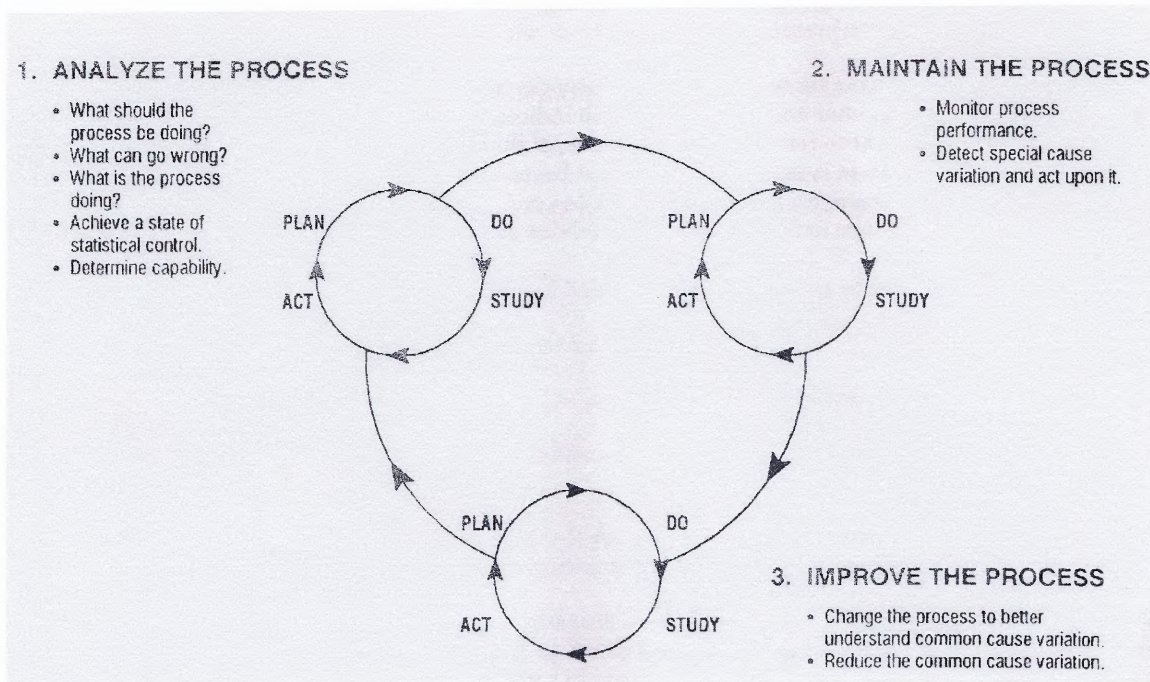 1. ANALYZE THE PROCESS
• What should the
process be doing?
• What can go wrong?
• What is the process
doing?
• Achieve a state of
statistical control.
• Determine capability.
2. MAINTAIN THE PROCESS
• Monitor process
performance.
• Detect special cause
variation and act upon it.
PLAN
DO
ACT
STUDY
PLAN
DO
ACT
STUDY
PLAN
DO
ACT
STUDY
3. IMPROVE THE PROCESS
• Change the process to better
understand common cause variation.
• Reduce the common cause variation.